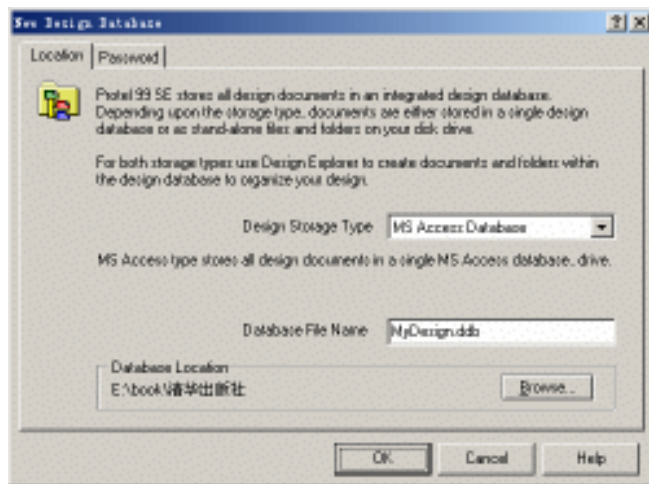 New Design Database
Location
Password
Protel 99 SE stores all design documents in an integrated design database.
Depending upon the storage type, documents are either stored in a single design
database or as stand-alone files and folders on your disk drive.
For both storage types use Design Explorer to create documents and folders within
the design database to organize your design.
Design Storage Type
MS Access Database
MS Access type stores all design documents in a single MS Access database. drive.
Database File Name
MyDesign.ddb
Database Location
E:\book\清华出版社
Browse...
OK
Cancel
Help